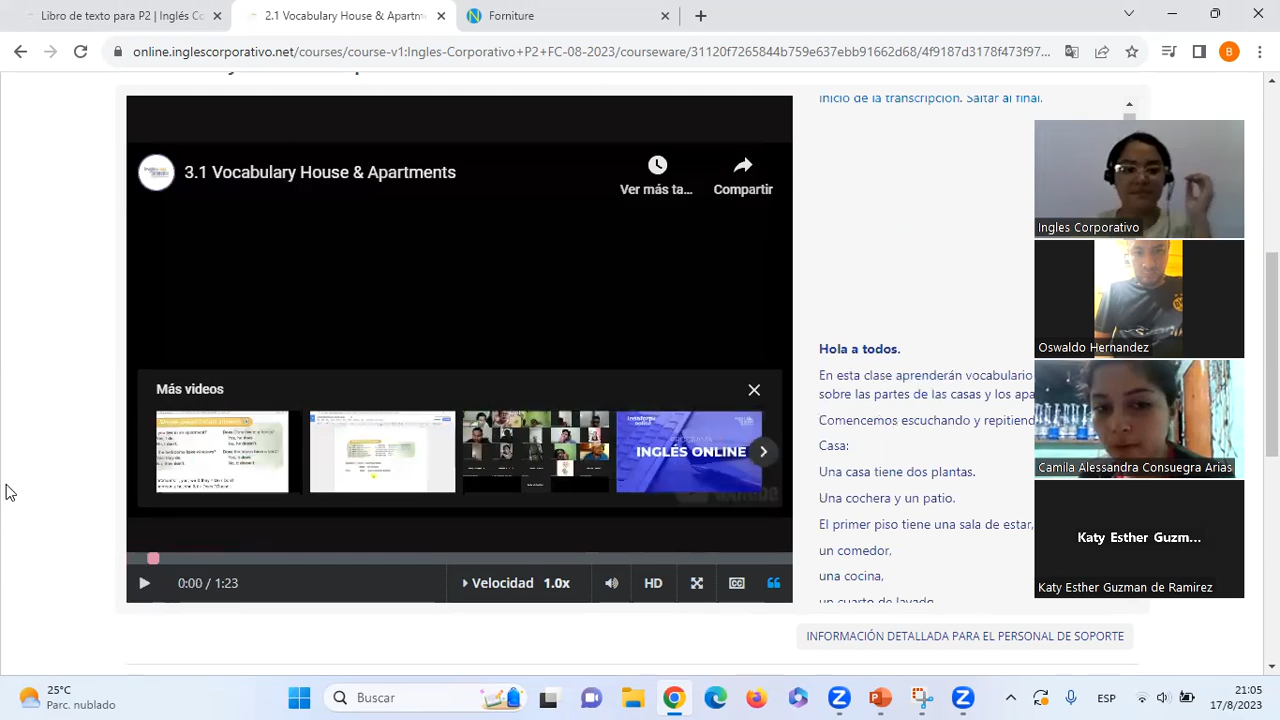 Libro de texto para P2 | Inglés Co
2.1 Vocabulary House & Apartm
Forniture
online.inglescorporativo.net/courses/course-v1:Ingles-Corporativo+P2+FC-08-2023/courseware/31120f7265844b759e637ebb91662d68/4f9187d3178f473f97...
B
Inicio de la transcripción. Saltar al final.
3.1 Vocabulary House & Apartments
Ver más ta...
Compartir
Ingles Corporativo
Oswaldo Hernandez
Hola a todos.
En esta clase aprenderán vocabulario
sobre las partes de las casas y los apa
Comencemos escuchando y repitiend
Casa:
Una casa tiene dos plantas.
Una cochera y un patio.
El primer piso tiene una sala de estar,
un comedor,
una cocina,
un cuarto de lavado
Más videos
INGLÉS ONLINE
Camila Alessandra Consuegra Arias
Katy Esther Guzm...
Katy Esther Guzman de Ramirez
0:00 / 1:23
Velocidad 1.0x
HD
INFORMACIÓN DETALLADA PARA EL PERSONAL DE SOPORTE
25°C
Parc. nublado
Buscar
ESP
21:05
17/8/2023